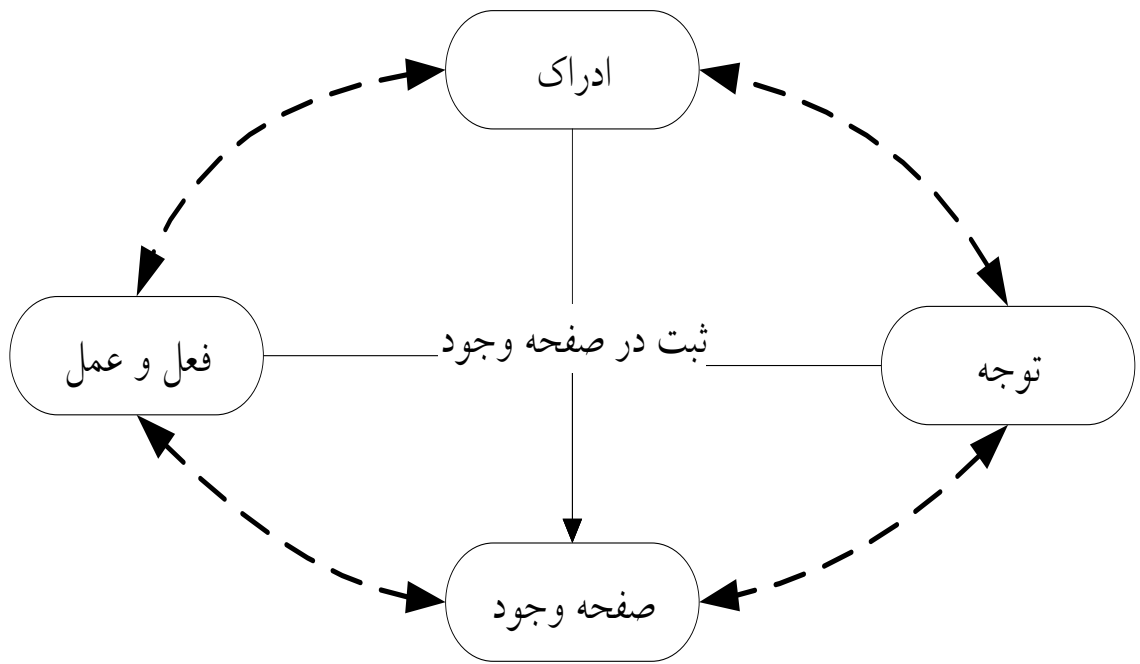 ادراک
ثبت در صفحه وجود
توجه
فعل و عمل
صفحه وجود